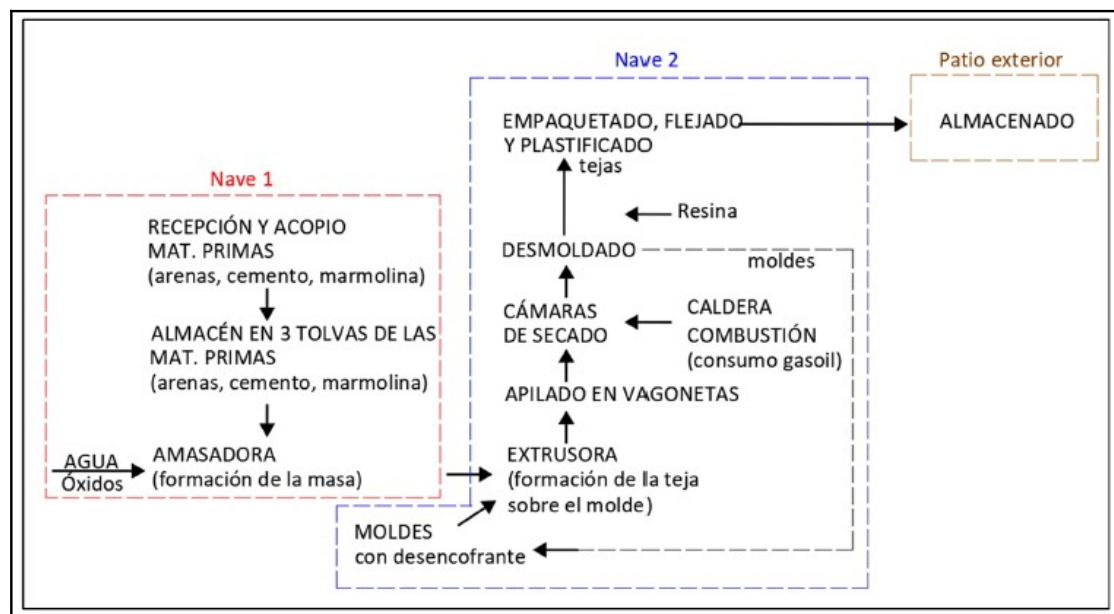 Nave 1
RECEPCIÓN Y ACOPIO
MAT. PRIMAS
(arenas, cemento, marmolina)
ALMACÉN EN 3 TOLVAS DE LAS
MAT. PRIMAS
(arenas, cemento, marmolina)
AGUA
Óxidos
AMASADORA
(formación de la masa)
Nave 2
EMPAQUETADO, FLEJADO
Y PLASTIFICADO
tejas
Resina
DESMOLDADO
moldes
CÁMARAS
DE SECADO
CALDERA
COMBUSTIÓN
(consumo gasoil)
APILADO EN VAGONETAS
EXTRUSORA
(formación de la teja
sobre el molde)
MOLDES
con desencofrante
Patio exterior
ALMACENADO